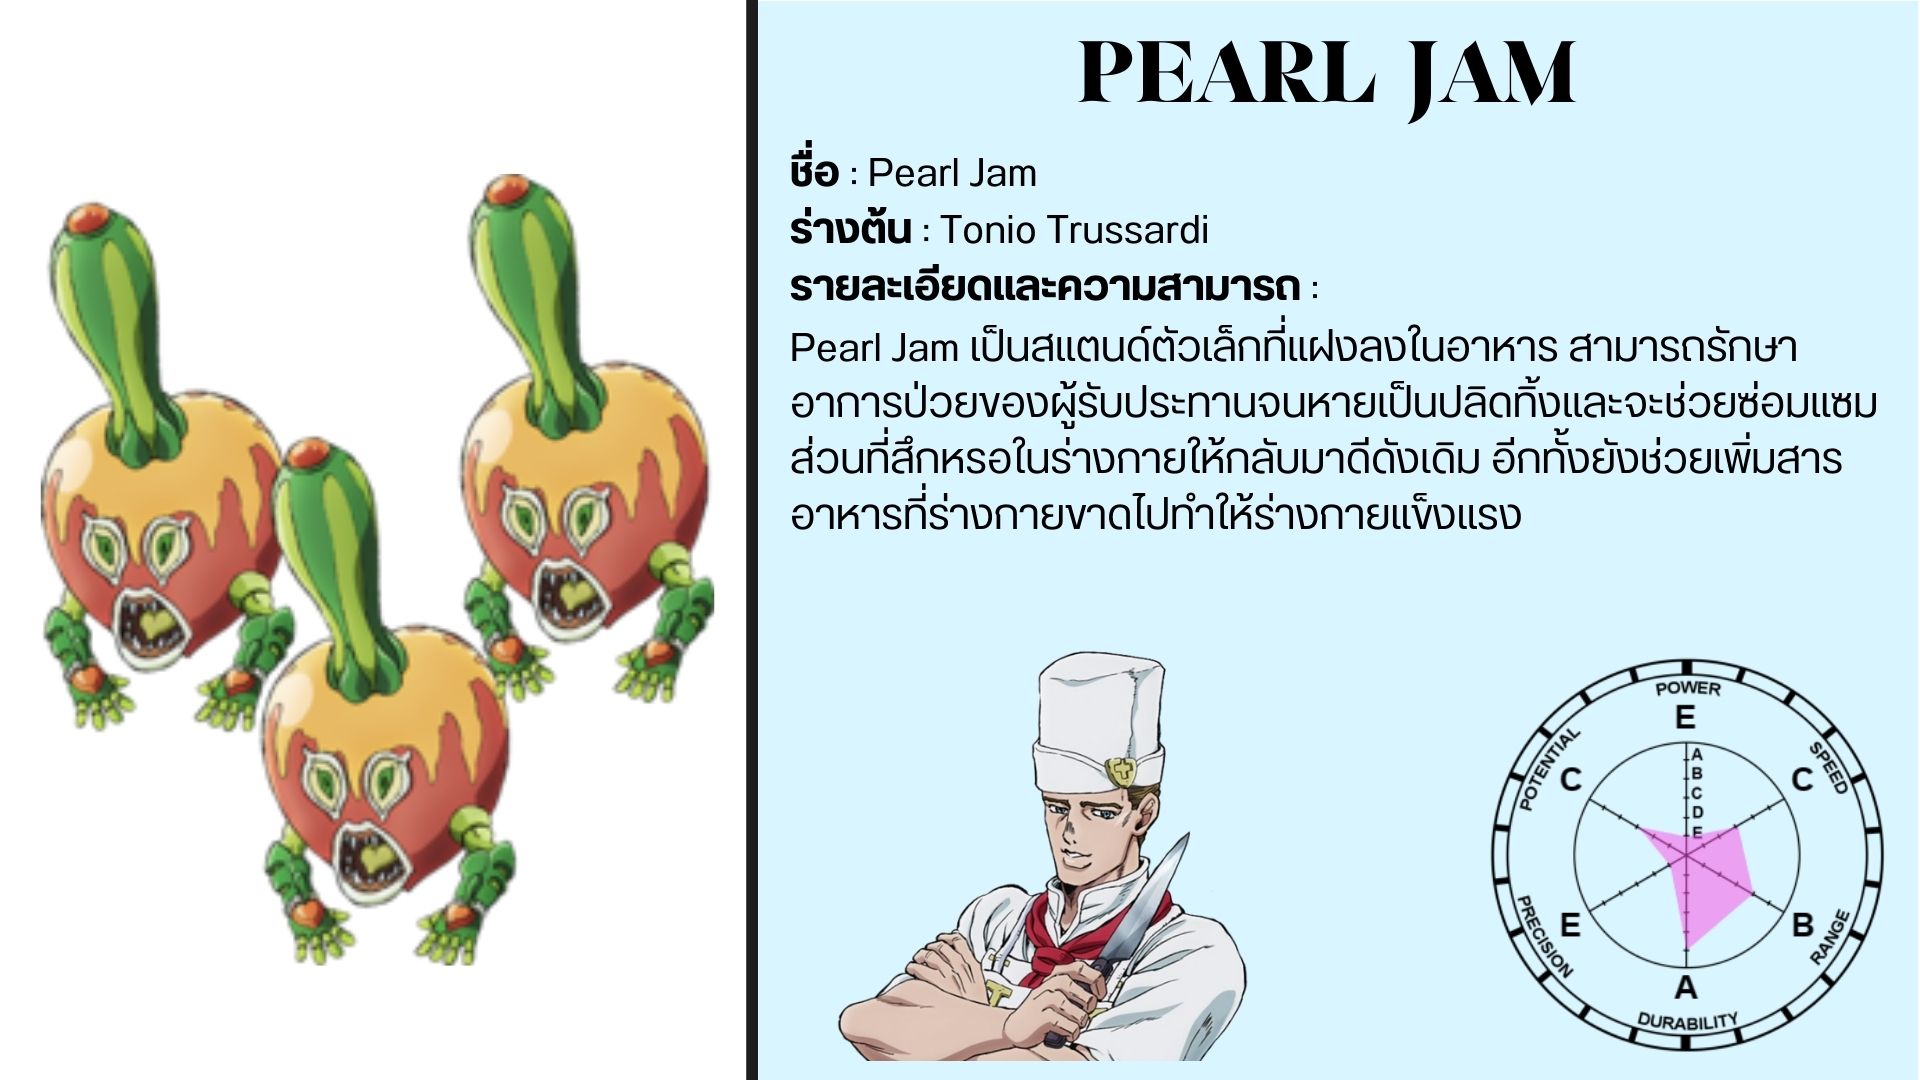 PEARL JAM
ชื่อ : Pearl Jam
ร่างต้น : Tonio Trussardi
รายละเอียดและความสามารถ :
Pearl Jam เป็นสแตนด์ตัวเล็กที่แฝงลงในอาหาร สามารถรักษา
อาการป่วยของผู้รับประทานจนหายเป็นปลิดทิ้งและจะช่วยซ่อมแซม
ส่วนที่สึกหรอในร่างกายให้กลับมาดีดังเดิม อีกทั้งยังช่วยเพิ่มสาร
อาหารที่ร่างกายขาดไปทำให้ร่างกายแข็งแรง
POWER
E
SPEED
C
RANGE
B
DURABILITY
A
PRECISION
E
POTENTIAL
C
A
B
C
D
E
T